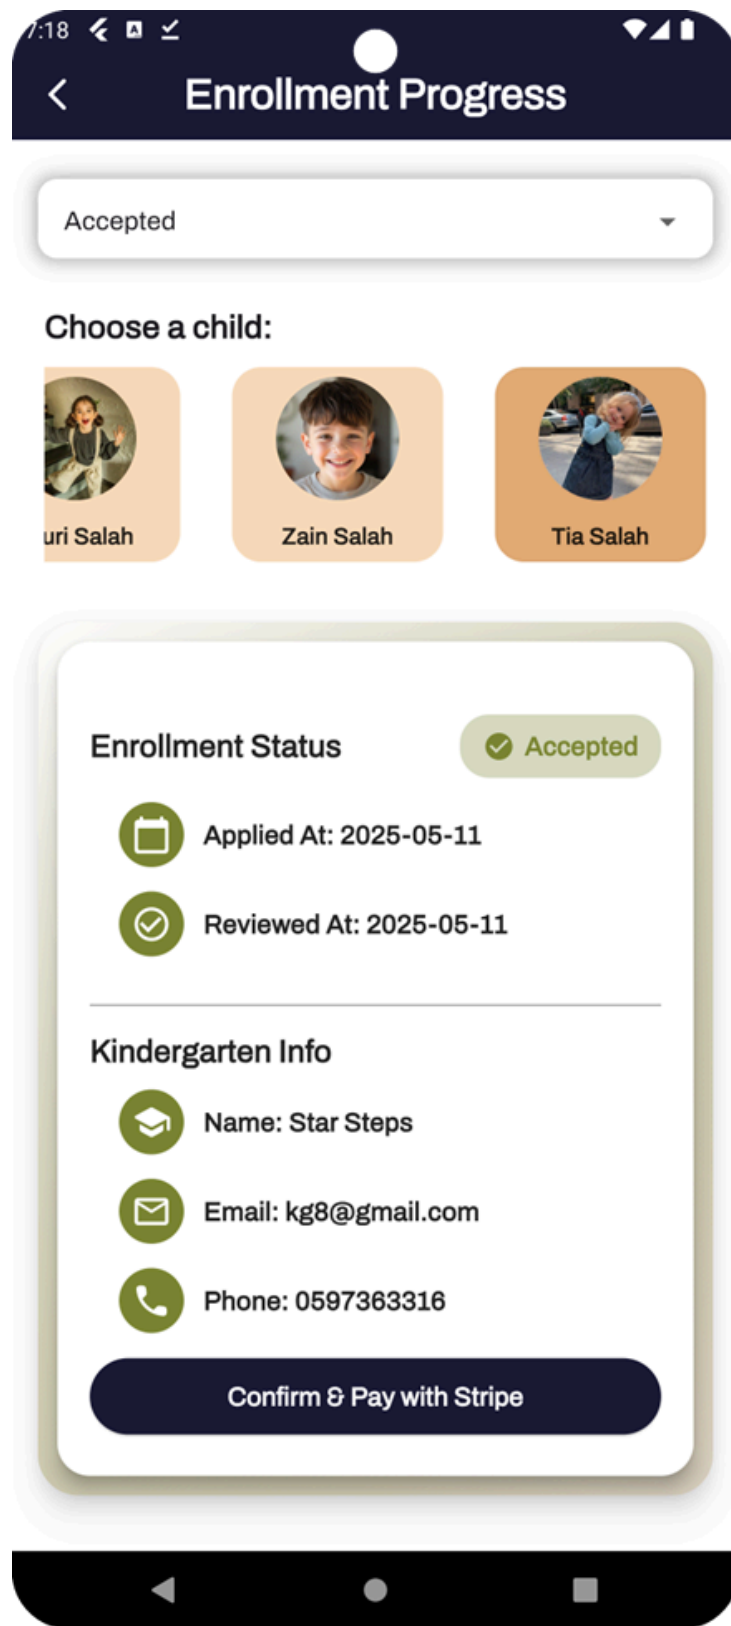 7:18
Enrollment Progress
Accepted
Choose a child:
uri Salah
Zain Salah
Tia Salah
Enrollment Status
Accepted
Applied At: 2025-05-11
Reviewed At: 2025-05-11
Kindergarten Info
Name: Star Steps
Email: kg8@gmail.com
Phone: 0597363316
Confirm & Pay with Stripe